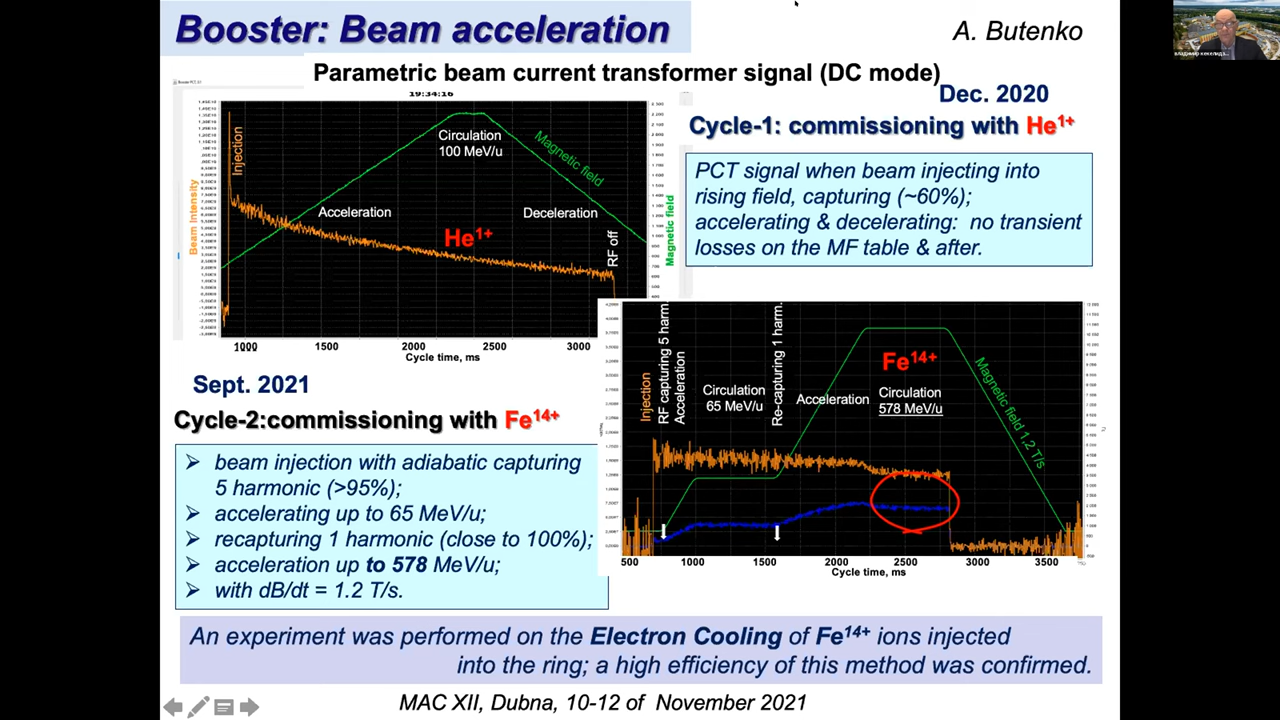 Booster: Beam acceleration
A. Butenko
Parametric beam current transformer signal (DC mode)
Dec. 2020
Cycle-1: commissioning with He1+
19:34:16
Injection
Circulation
100 MeV/u
Magnetic field
Acceleration
Deceleration
He1+
RF off
Beam Intensity
Magnetic field
1000
1500
2000
2500
3000
Cycle time, ms
PCT signal when beam injecting into
rising field, capturing (~60%);
accelerating & decelerating: no transient
losses on the MF table & after.
Sept. 2021
Cycle-2:commissioning with Fe14+
➢ beam injection with adiabatic capturing
5 harmonic (>95%);
➢ accelerating up to 65 MeV/u;
➢ recapturing 1 harmonic (close to 100%);
➢ acceleration up to 578 MeV/u;
➢ with dB/dt = 1.2 T/s.
Injection
RF capturing 5 harm.
Acceleration
Circulation
65 MeV/u
Re-capturing 1 harm.
Acceleration
Fe14+
Circulation
578 MeV/u
Magnetic field 1,2 T/s
500
1000
1500
2000
2500
3000
3500
Cycle time, ms
An experiment was performed on the Electron Cooling of Fe14+ ions injected
into the ring; a high efficiency of this method was confirmed.
MAC XII, Dubna, 10-12 of November 2021